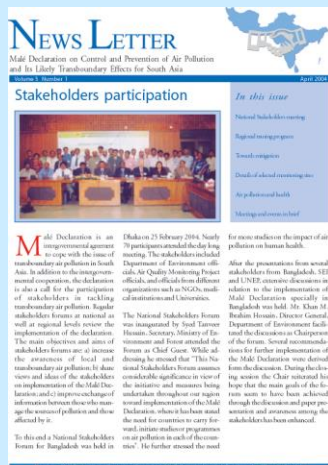 NEWS LETTER
Malé Declaration on Control and Prevention of Air Pollution
and Its Likely Transboundary Effects for South Asia
Volume 5 Number 1
April 2004
Stakeholders participation
Malé Declaration is an
intergovernmental agreement
to cope with the issue of
transboundary air pollution in South
Asia. In addition to the intergovern-
mental cooperation, the declaration
is also a call for the participation
of stakeholders in tackling
transboundary air pollution. Regular
stakeholders forums at national as
well at regional levels review the
implementation of the declaration.
The main objectives and aims of
stakeholders forums are: a) increase
the awareness of local and
transboundary air pollution; b) share
views and ideas of the stakeholders
on implementation of the Malé Dec-
laration; and c) improve exchange of
information between those who man-
age the sources of pollution and those
affected by it.
To this end a National Stakeholders
Forum for Bangladesh was held in
Dhaka on 25 February 2004. Nearly
70 participants attended the day long
meeting. The stakeholders included
Department of Environment offi-
cials, Air Quality Monitoring Project
officials, and officials from different
organizations such as NGOs, medi-
cal institutions and Universities.
The National Stakeholders Forum
was inaugurated by Syed Tanveer
Hussain, Secretary, Ministry of En-
vironment and Forest attended the
Forum as Chief Guest. While ad-
dressing he stressed that "This Na-
tional Stakeholders Forum assumes
considerable significance in view of
the initiative and measures being
undertaken throughout our region
toward implementation of the Malé
Declaration, where it has been stated
the need for countries to carry for-
ward, initiate studies or programmes
on air pollution in each of the coun-
tries". He further stressed the need
for more studies on the impact of air
pollution on human health.
After the presentations from several
stakeholders from Bangladesh, SEI
and UNEP, extensive discussions in
relation to the implementation of
Malé Declaration specially in
Bangladesh was held. Mr. Khan M.
Ibrahim Hossain, Director General,
Department of Environment facili-
tated the discussions as Chairperson
of the forum. Several recommenda-
tions for further implementation of
the Malé Declaration were derived
form the discussion. During the clos-
ing session the Chair reiterated his
hope that the main goals of the fo-
rum seem to have been achieved
through the discussion and paper pre-
sentation and awareness among the
stakeholders has been enhanced.
In this issue
National Stakeholders meeting
Regional training progress
Towards mitigation
Details of selected monitoring sites
Air pollution and health
Meetings and events in brief